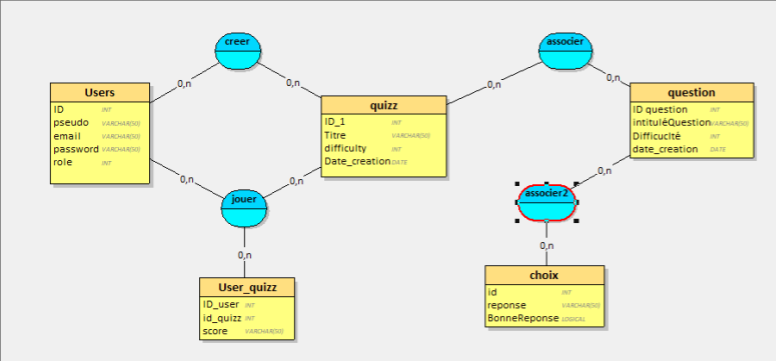 creer
associer
0,n
0,n
0,n
0,n
Users
ID INT
pseudo VARCHAR(50)
email VARCHAR(50)
password VARCHAR(50)
role INT
quizz
ID_1 INT
Titre VARCHAR(50)
difficulty INT
Date_creation DATE
question
ID question INT
intituléQuestion VARCHAR(50)
Difficuclté INT
date_creation DATE
0,n
0,n
0,n
jouer
associer2
0,n
0,n
User_quizz
ID_user INT
id_quizz INT
score VARCHAR(50)
choix
id INT
reponse VARCHAR(50)
BonneReponse LOGICAL